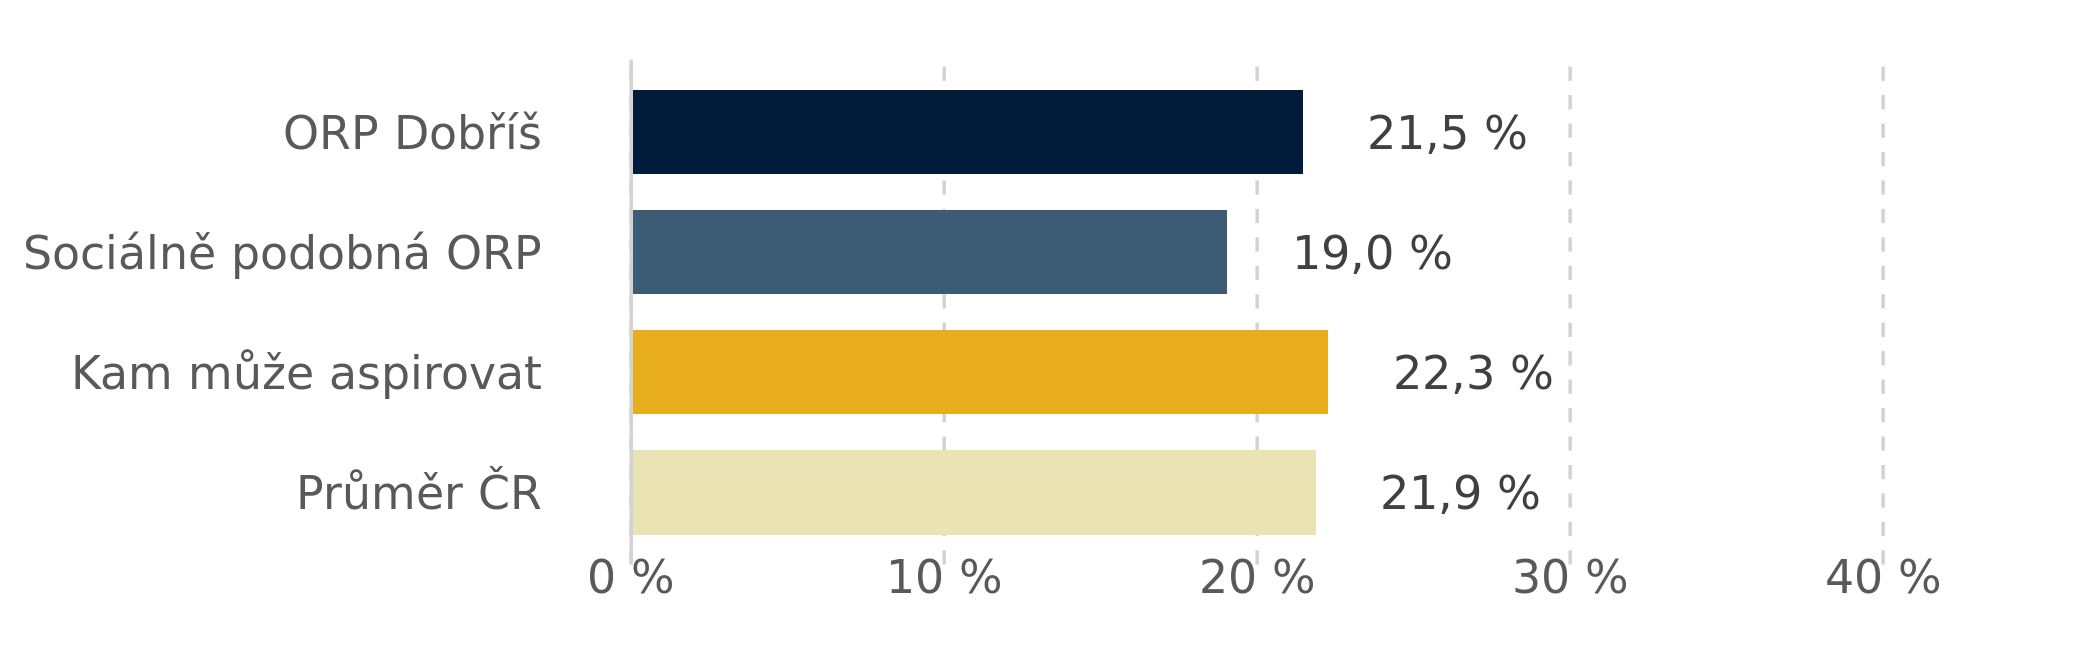 ORP Dobříš 21,5 %
Sociálně podobná ORP 19,0 %
Kam může aspirovat 22,3 %
Průměr ČR 21,9 %
0 % 10 % 20 % 30 % 40 %